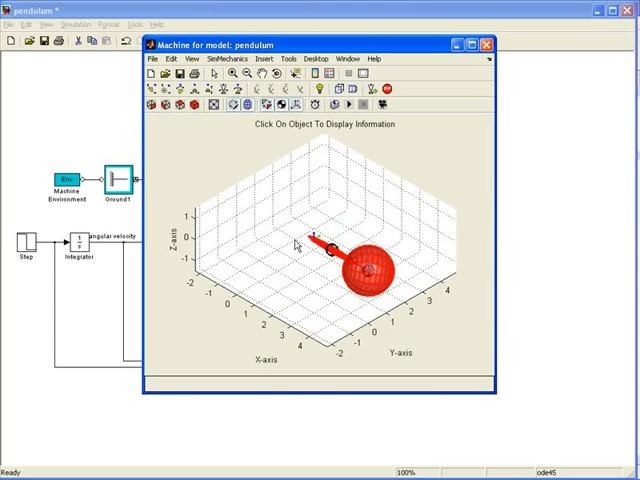 pendulum *
File Edit View Simulation Format Tools Help
Machine for model: pendulum
File Edit View SimMechanics Insert Tools Desktop Window Help
STOP
Click On Object To Display Information
Env
Machine
Environment
Ground1
Step
1
s
Integrator
angular velocity
Z-axis
1
0
-1
-2
-1
0
1
2
3
4
X-axis
-2
-1
0
1
2
3
4
Y-axis
Ready
100%
ode45